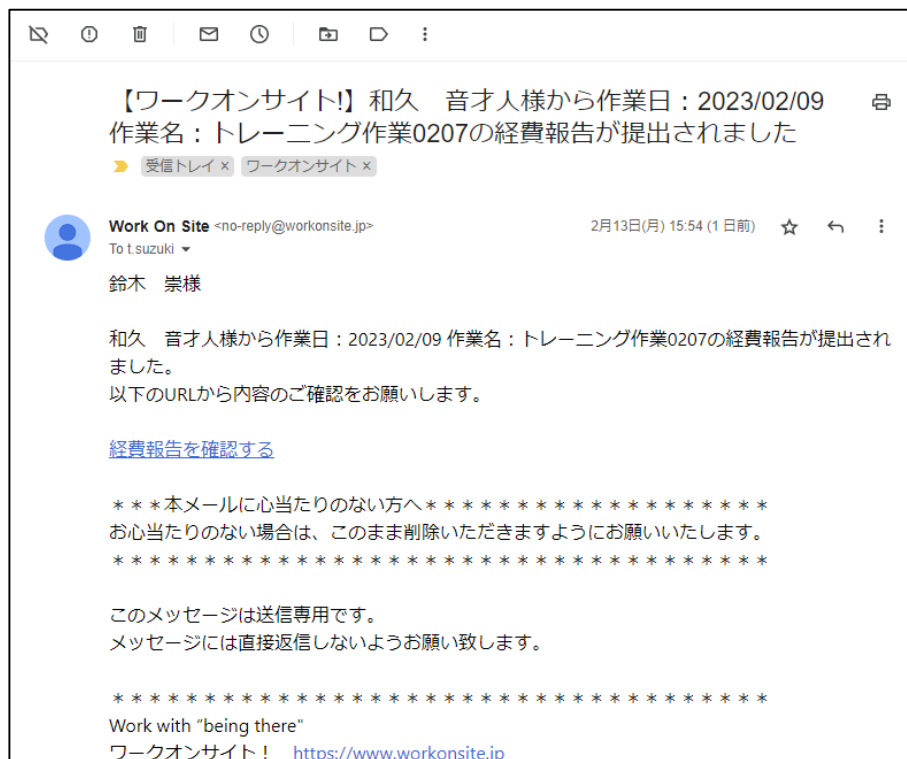 【ワークオンサイト!】和久　音才人様から作業日：2023/02/09
作業名：トレーニング作業0207の経費報告が提出されました
受信トレイ ×　ワークオンサイト ×
Work On Site <no-reply@workonsite.jp>　2月13日(月) 15:54 (1 日前)
To t.suzuki
鈴木　崇様
和久　音才人様から作業日：2023/02/09 作業名：トレーニング作業0207の経費報告が提出され
ました。
以下のURLから内容のご確認をお願いします。
経費報告を確認する
＊＊＊本メールに心当たりのない方へ＊＊＊＊＊＊＊＊＊＊＊＊＊＊＊＊＊＊＊
お心当たりのない場合は、このまま削除いただきますようにお願いいたします。
＊＊＊＊＊＊＊＊＊＊＊＊＊＊＊＊＊＊＊＊＊＊＊＊＊＊＊＊＊＊＊＊＊＊＊＊
このメッセージは送信専用です。
メッセージには直接返信しないようお願い致します。
＊＊＊＊＊＊＊＊＊＊＊＊＊＊＊＊＊＊＊＊＊＊＊＊＊＊＊＊＊＊＊＊＊＊＊＊
Work with “being there"
ワークオンサイト！　https://www.workonsite.jp